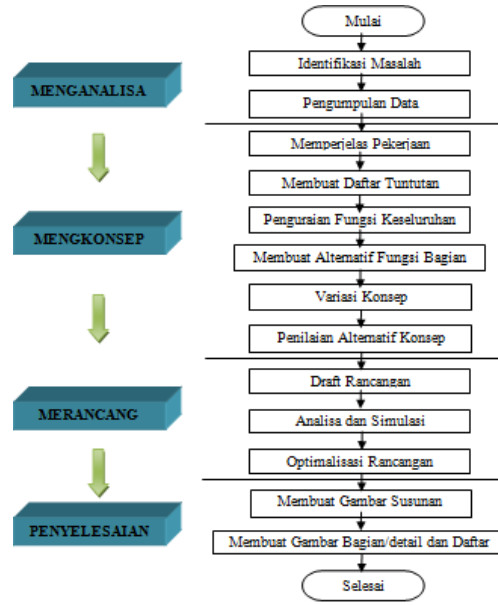 Mulai
Identifikasi Masalah
MENGANALISA
Pengumpulan Data
Memperjelas Pekerjaan
Membuat Daftar Tuntutan
Penguraian Fungsi Keseluruhan
MENGKONSEP
Membuat Alternatif Fungsi Bagian
Variasi Konsep
Penilaian Alternatif Konsep
Draft Rancangan
MERANCANG
Analisa dan Simulasi
Optimalisasi Rancangan
Membuat Gambar Susunan
PENYELESAIAN
Membuat Gambar Bagian/detail dan Daftar
Selesai